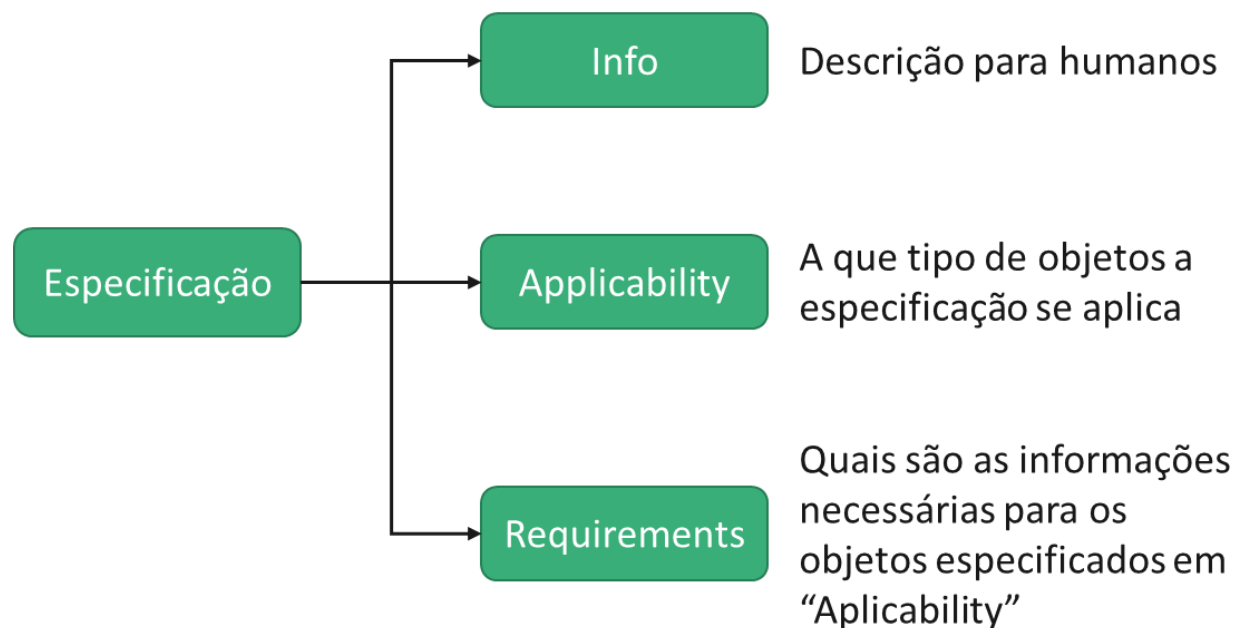 Info
Descrição para humanos
Especificação
Applicability
A que tipo de objetos a
especificação se aplica
Requirements
Quais são as informações
necessárias para os
objetos especificados em
“Aplicability”